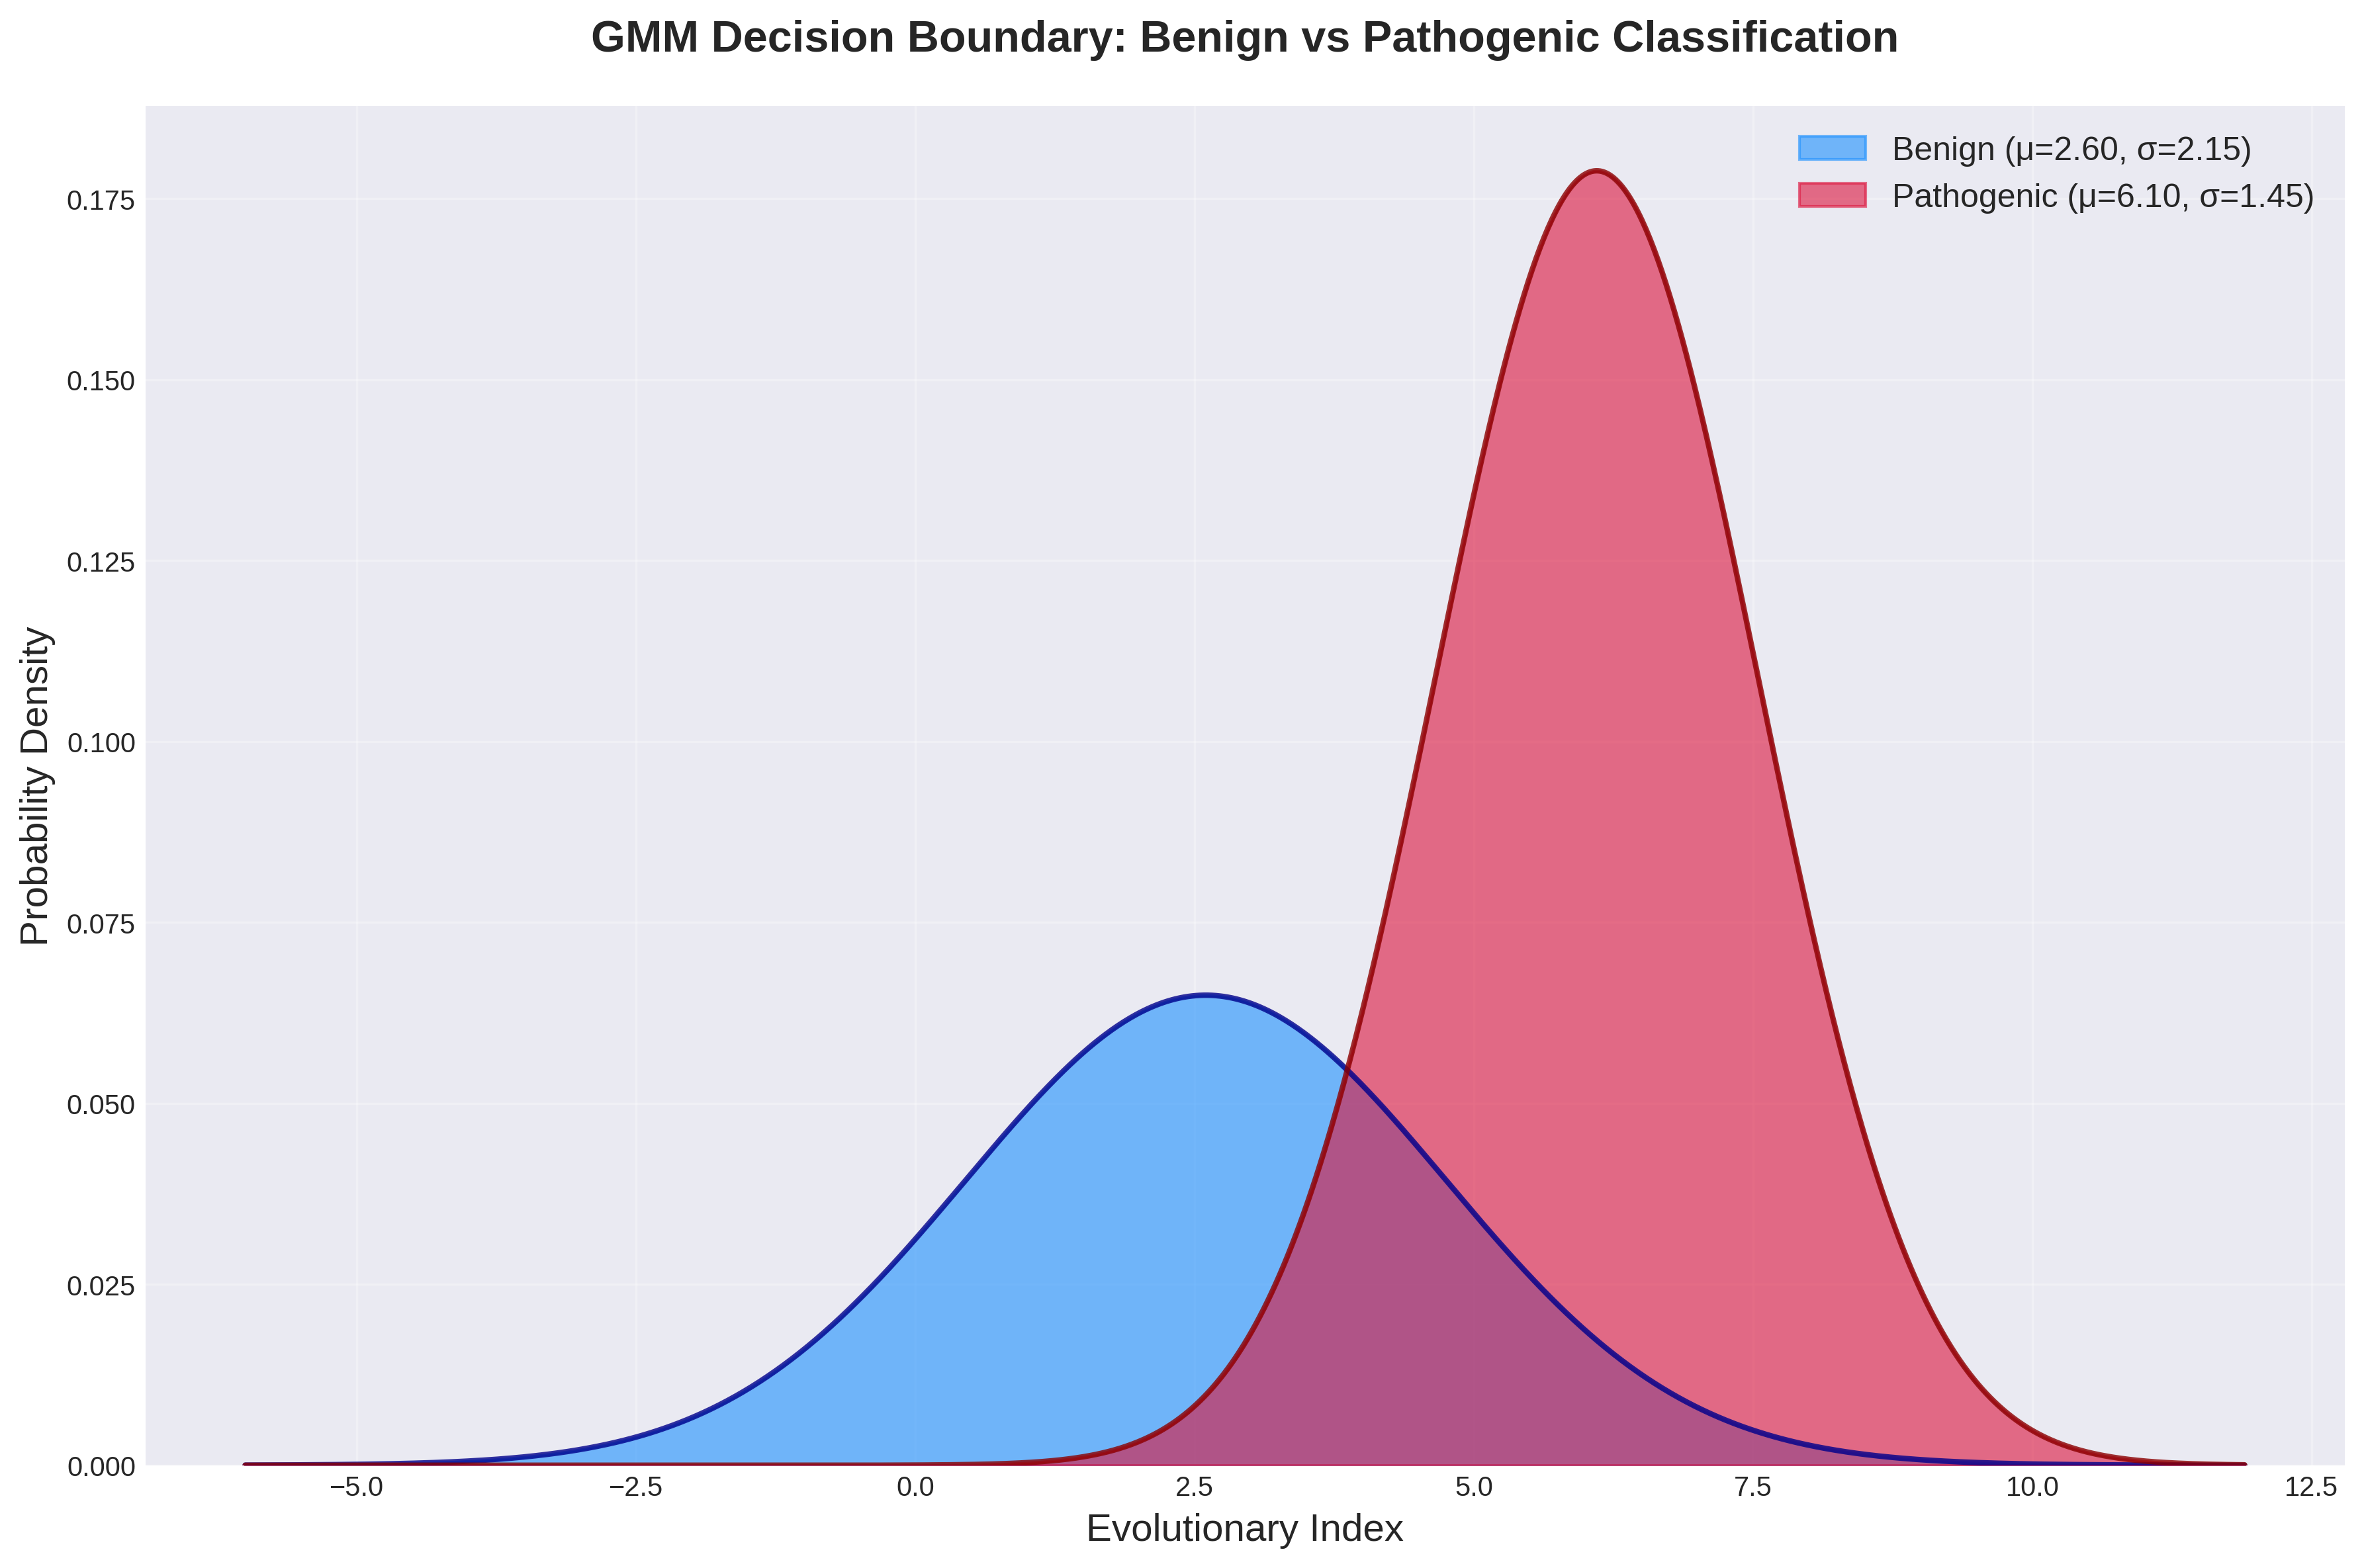 GMM Decision Boundary: Benign vs Pathogenic Classification
Benign (μ=2.60, σ=2.15)
Pathogenic (μ=6.10, σ=1.45)
Probability Density
0.175
0.150
0.125
0.100
0.075
0.050
0.025
0.000
−5.0 −2.5 0.0 2.5 5.0 7.5 10.0 12.5
Evolutionary Index